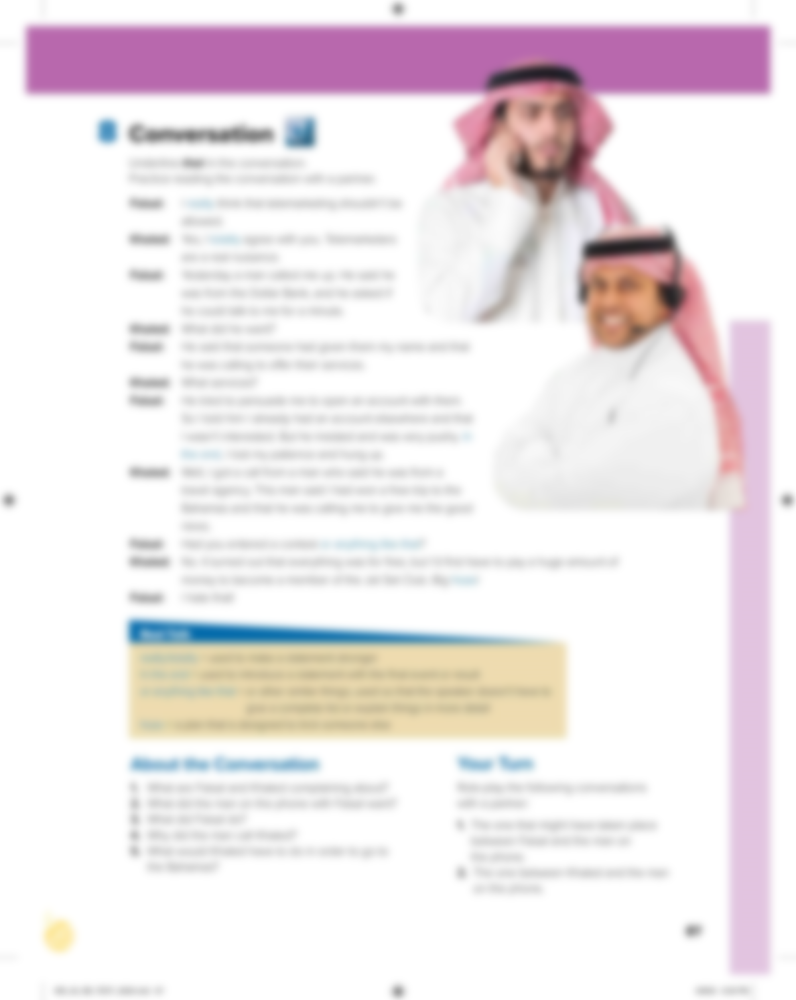 Conversation
Underline that in the conversation.
Practice reading the conversation with a partner.
Faisal: I really think that telemarketing shouldn't be
allowed.
Khaled: Yes, I totally agree with you. Telemarketers
are a real nuisance.
Faisal: Yesterday a man called me up. He said he
was from the Bank, and he asked if
he could talk to me for a minute.
Khaled: What did he want?
Faisal: He said that someone had given them my name and that
he was calling to offer their services.
Khaled: What services?
Faisal: He tried to persuade me to open an account with them.
So I told him I already had an account elsewhere and that
I wasn't interested. But he insisted and was very pushy. In
the end, I lost my patience and hung up.
Khaled: Well, I got a call from a man who said he was from a
travel agency. The man said I had won a free trip to the
Bahamas and that he was calling me to give me the good
news.
Faisal: Had you entered a contest or anything like that?
Khaled: No. It turned out that everything was for free, but I'd first have to pay a huge amount of
money to become a member of the Jet Set Club. Big
Faisal: I hate that!
Real Talk
= used to make a statement stronger
In the end = used to introduce a statement with the final event or result
or anything like that = or other similar things; used so that the speaker doesn't have to
give a complete list or explain things in more detail
= a plan that is designed to trick someone else
About the Conversation
1. What are Faisal and Khaled complaining about?
2. What did the man on the phone with Faisal want?
3. What did Faisal do?
4. Why did the man call Khaled?
5. What would Khaled have to do in order to go to
the Bahamas?
Your Turn
Role-play the following conversations
with a partner:
1. The one that might have taken place
between Faisal and the man on
the phone.
2. The one between Khaled and the man
on the phone.